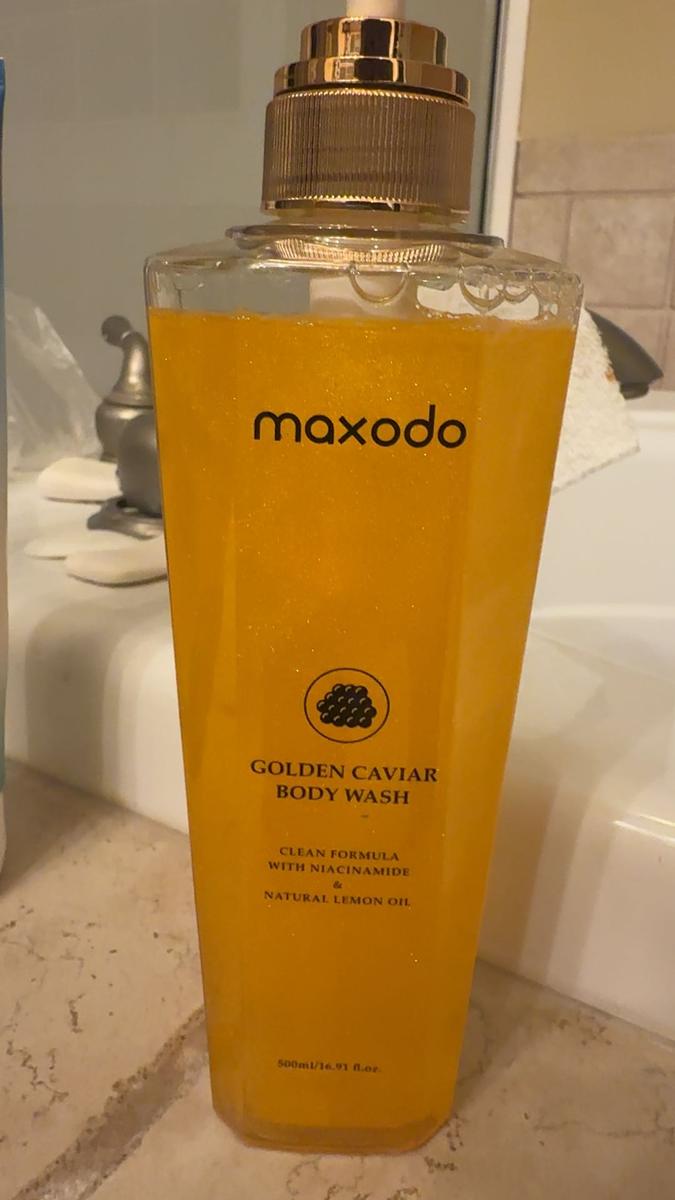 maxodo
GOLDEN CAVIAR
BODY WASH
CLEAN FORMULA
WITH NIACINAMIDE
&
NATURAL LEMON OIL
500ml/16.91 fl.oz.